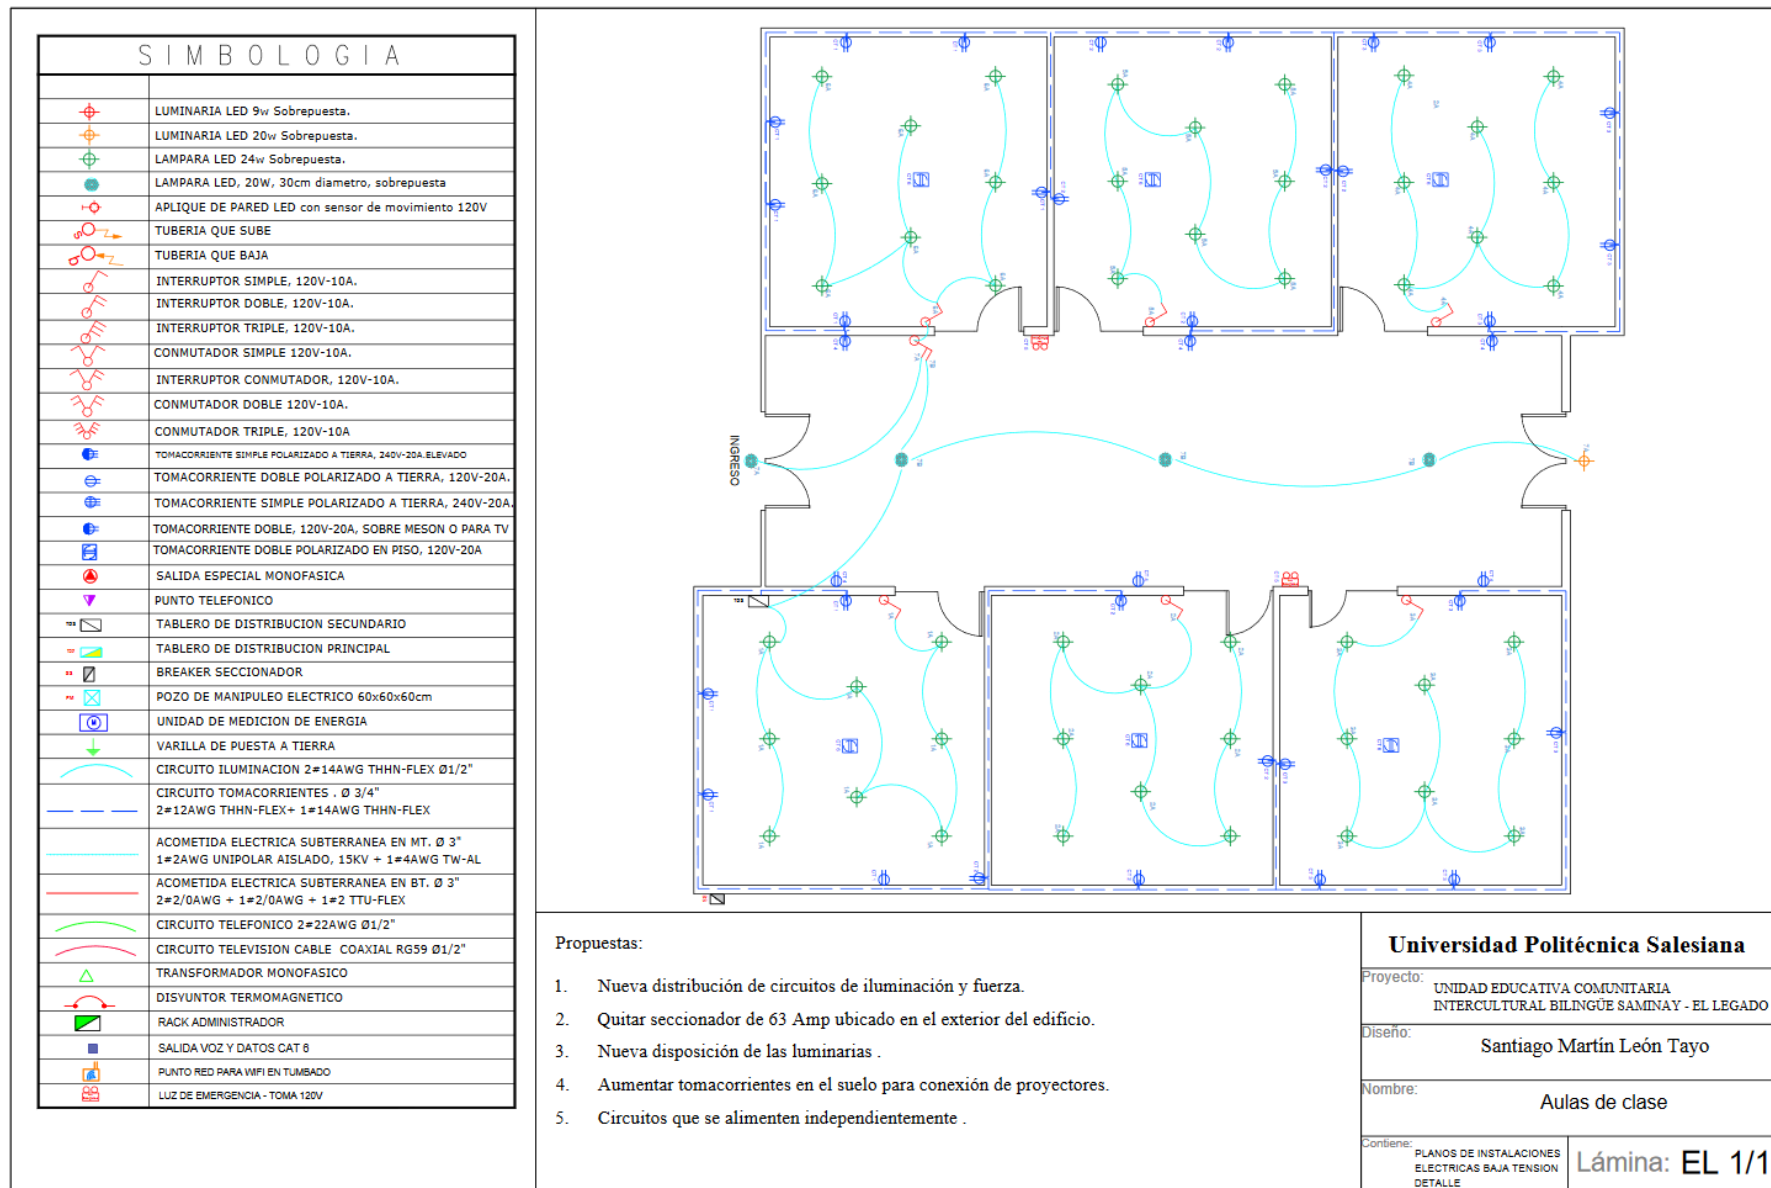 SIMBOLOGIA
LUMINARIA LED 9w Sobrepuesta.
LUMINARIA LED 20w Sobrepuesta.
LAMPARA LED 24w Sobrepuesta.
LAMPARA LED, 20W, 30cm diametro, sobrepuesta
APLIQUE DE PARED LED con sensor de movimiento 120V
S
TUBERIA QUE SUBE
TUBERIA QUE BAJA
INTERRUPTOR SIMPLE, 120V-10A.
INTERRUPTOR DOBLE, 120V-10A.
INTERRUPTOR TRIPLE, 120V-10A.
CONMUTADOR SIMPLE 120V-10A.
INTERRUPTOR CONMUTADOR, 120V-10A.
CONMUTADOR DOBLE 120V-10A.
CONMUTADOR TRIPLE, 120V-10A
TOMACORRIENTE SIMPLE POLARIZADO A TIERRA, 240V-20A.ELEVADO
TOMACORRIENTE DOBLE POLARIZADO A TIERRA, 120V-20A.
TOMACORRIENTE SIMPLE POLARIZADO A TIERRA, 240V-20A.
TOMACORRIENTE DOBLE, 120V-20A, SOBRE MESON O PARA TV
TOMACORRIENTE DOBLE POLARIZADO EN PISO, 120V-20A
SALIDA ESPECIAL MONOFASICA
PUNTO TELEFONICO
TABLERO DE DISTRIBUCION SECUNDARIO
TABLERO DE DISTRIBUCION PRINCIPAL
BREAKER SECCIONADOR
POZO DE MANIPULEO ELECTRICO 60x60x60cm
M
UNIDAD DE MEDICION DE ENERGIA
VARILLA DE PUESTA A TIERRA
CIRCUITO ILUMINACION 2#14AWG THHN-FLEX Ø1/2"
CIRCUITO TOMACORRIENTES . Ø 3/4"
2#12AWG THHN-FLEX+ 1#14AWG THHN-FLEX
ACOMETIDA ELECTRICA SUBTERRANEA EN MT. Ø 3"
1#2AWG UNIPOLAR AISLADO, 15KV + 1#4AWG TW-AL
ACOMETIDA ELECTRICA SUBTERRANEA EN BT. Ø 3"
2#2/0AWG + 1#2/0AWG + 1#2 TTU-FLEX
CIRCUITO TELEFONICO 2#22AWG Ø1/2"
CIRCUITO TELEVISION CABLE COAXIAL RG59 Ø1/2"
TRANSFORMADOR MONOFASICO
DISYUNTOR TERMOMAGNETICO
RACK ADMINISTRADOR
SALIDA VOZ Y DATOS CAT 6
PUNTO RED PARA WIFI EN TUMBADO
LUZ DE EMERGENCIA - TOMA 120V
INGRESO
7A
7B
Propuestas:
1. Nueva distribución de circuitos de iluminación y fuerza.
2. Quitar seccionador de 63 Amp ubicado en el exterior del edificio.
3. Nueva disposición de las luminarias .
4. Aumentar tomacorrientes en el suelo para conexión de proyectores.
5. Circuitos que se alimenten independientemente .
Universidad Politécnica Salesiana
Proyecto:
UNIDAD EDUCATIVA COMUNITARIA
INTERCULTURAL BILINGÜE SAMINAY - EL LEGADO
Diseño:
Santiago Martín León Tayo
Nombre:
Aulas de clase
Contiene:
PLANOS DE INSTALACIONES
ELECTRICAS BAJA TENSION
DETALLE
Lámina: EL 1/1